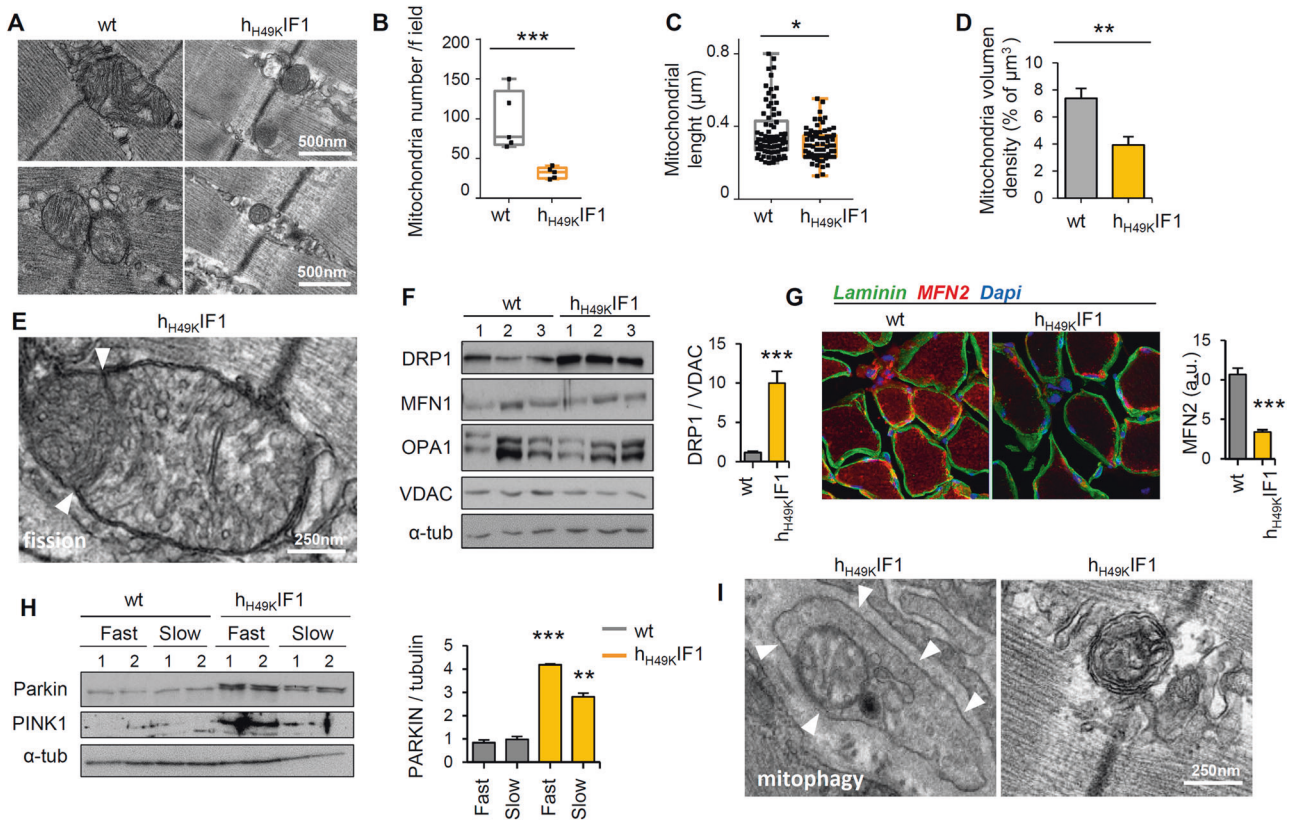 A
wt
hH49KIF1
500nm
500nm
B
Mitochondria number /f ield
200
150
100
50
0
***
wt
hH49KIF1
C
Mitochondrial
lenght (µm)
0.8
0.4
0
*
wt
hH49KIF1
D
Mitochondria volumen
density (% of µm³)
10
8
6
4
2
0
**
wt
hH49KIF1
E
hH49KIF1
fission
250nm
F
wt
hH49KIF1
1 2 3 1 2 3
DRP1
MFN1
OPA1
VDAC
α-tub
DRP1 / VDAC
15
10
5
0
***
wt
hH49KIF1
G
Laminin MFN2 Dapi
wt
hH49KIF1
MFN2 (a.u.)
15
10
5
0
***
wt
hH49KIF1
H
wt
hH49KIF1
Fast Slow Fast Slow
1 2 1 2 1 2 1 2
Parkin
PINK1
α-tub
PARKIN / tubulin
5
4
3
2
1
0
***
**
wt
hH49KIF1
Fast
Slow
Fast
Slow
I
hH49KIF1
hH49KIF1
mitophagy
250nm